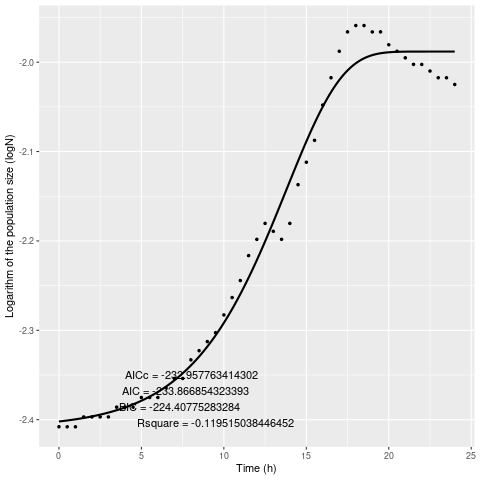 -2.0
-2.1
-2.2
-2.3
-2.4
Logarithm of the population size (logN)
AICc = -232.957763414302
AIC = -233.866854323393
BIC = -224.40775283284
Rsquare = -0.119515038446452
0 5 10 15 20 25
Time (h)